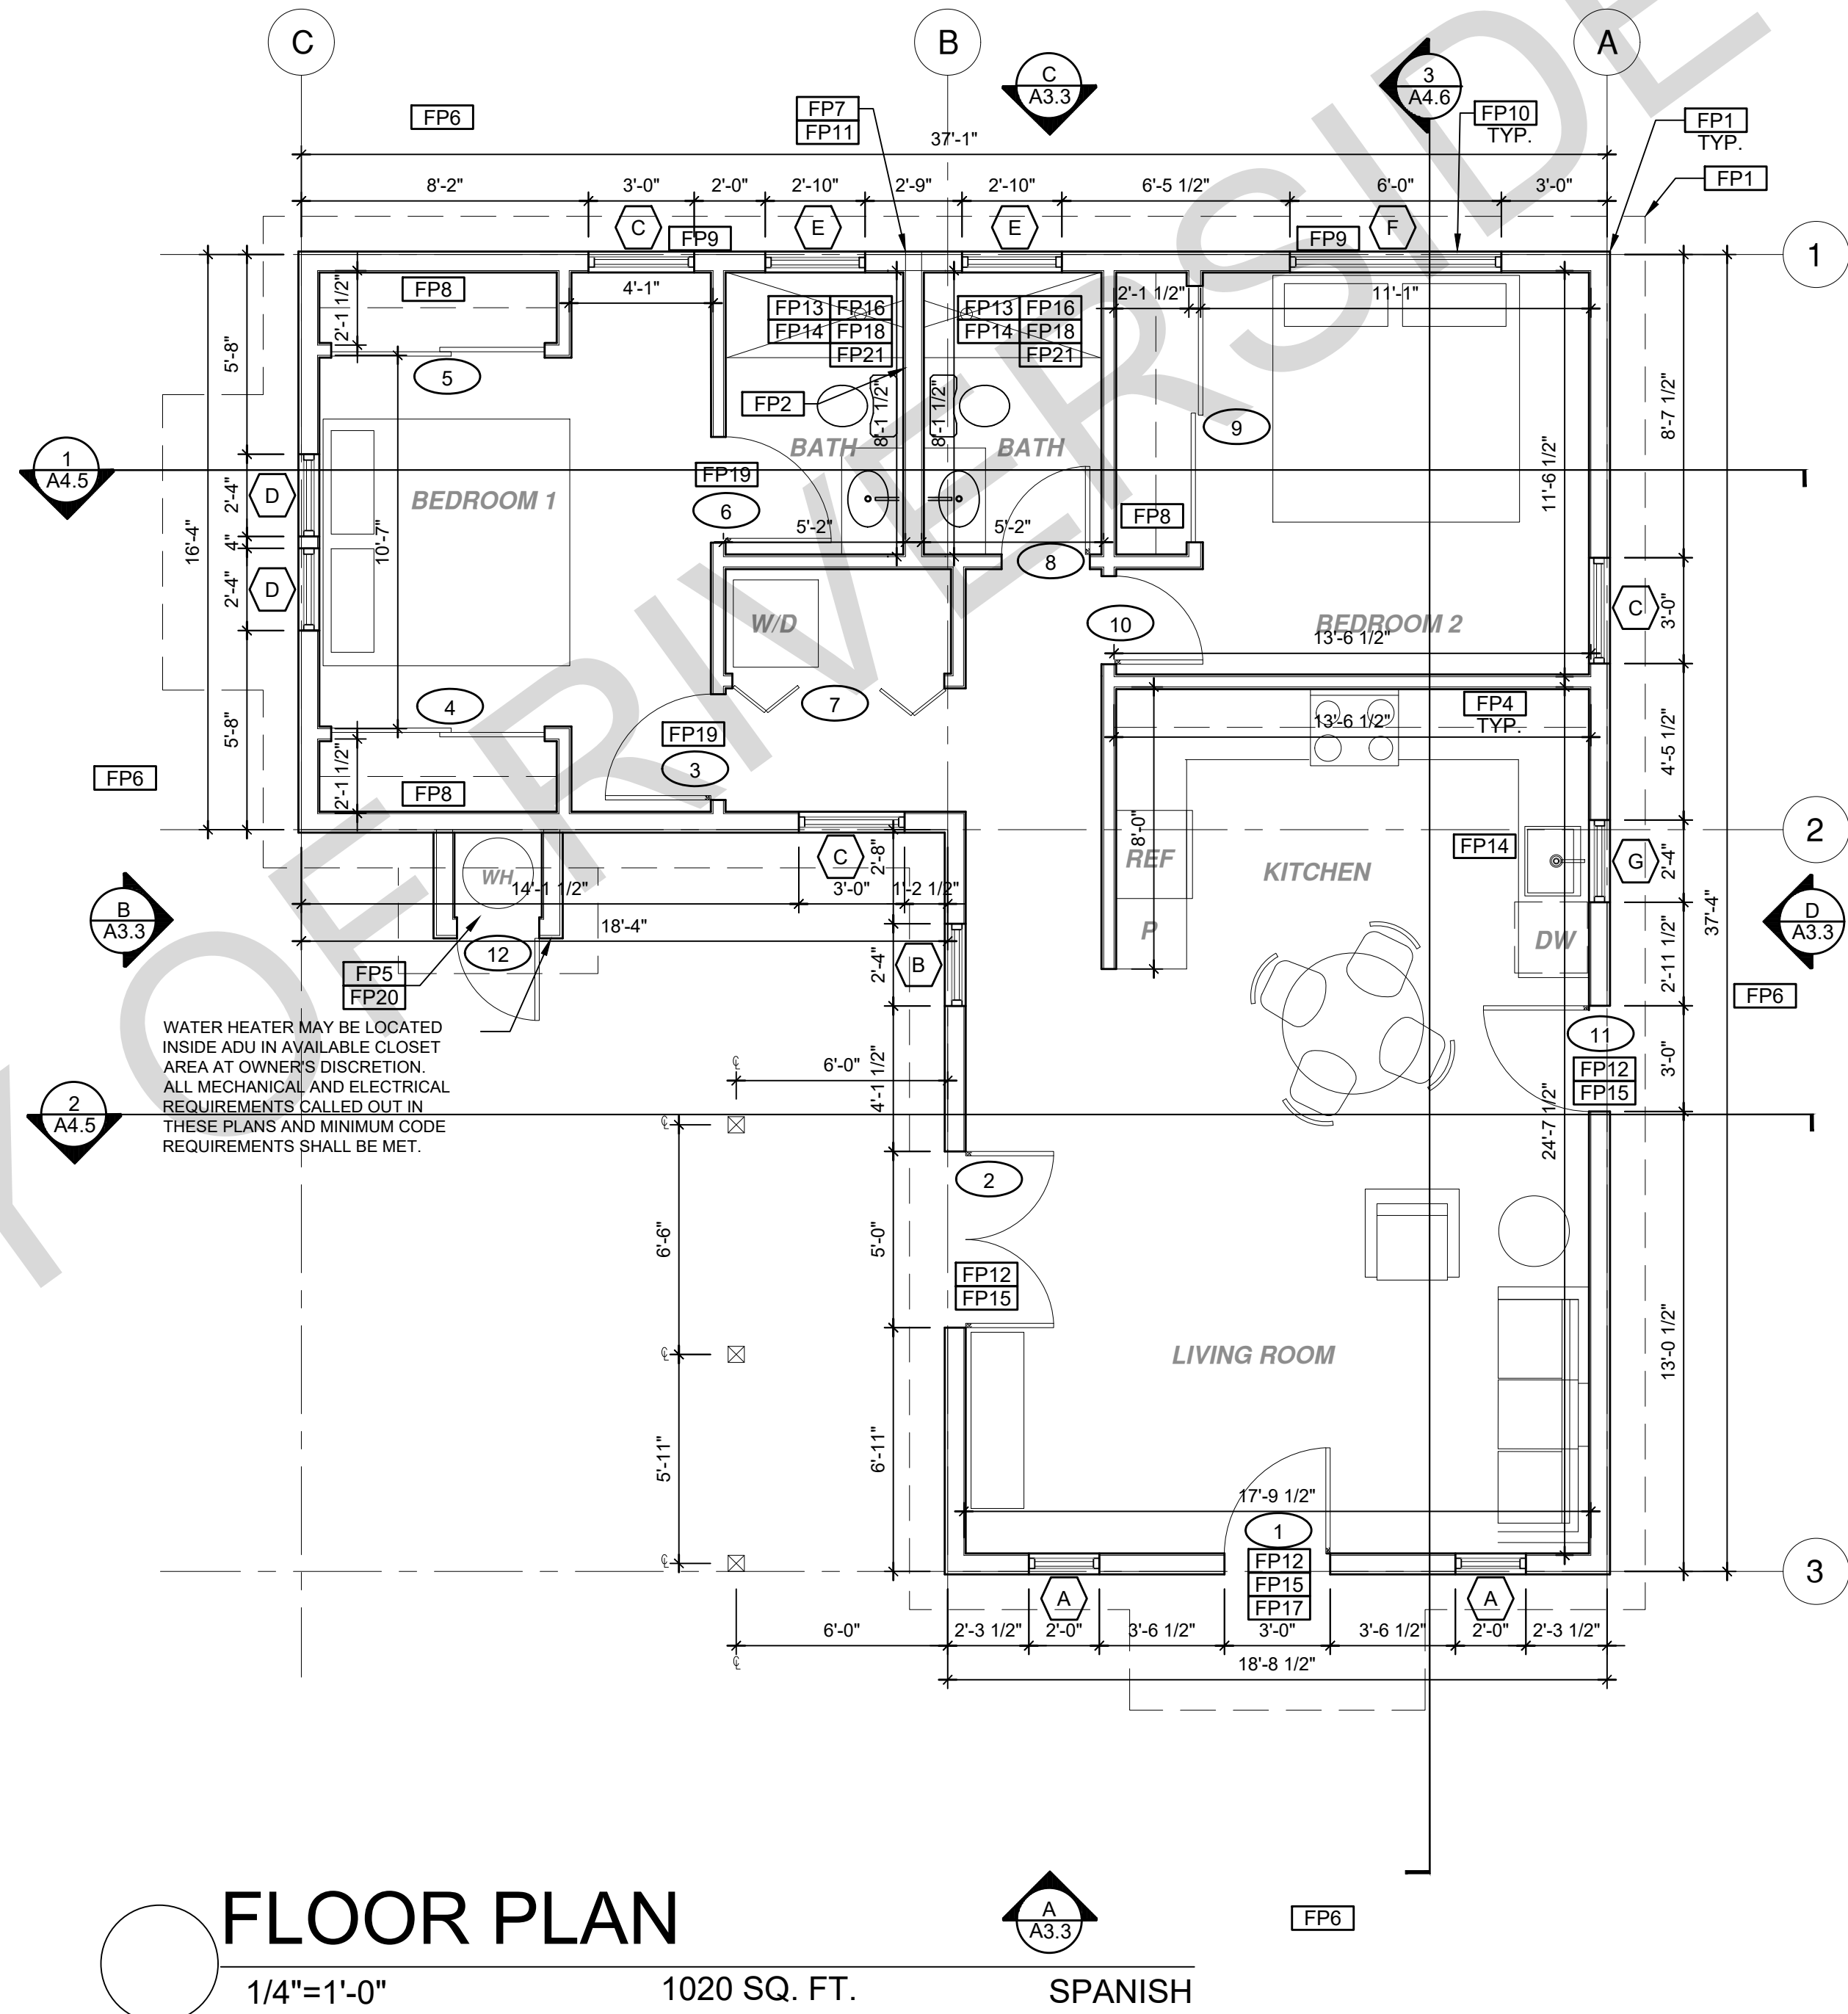 C
B
A
C
A3.3
3
A4.6
FP6
FP7
FP11
FP10
TYP.
FP1
TYP.
FP1
37'-1"
8'-2"
3'-0"
2'-0"
2'-10"
2'-9"
2'-10"
6'-5 1/2"
6'-0"
3'-0"
C
FP9
E
E
FP9
F
1
FP8
2'-1 1/2"
4'-1"
FP13 FP16
FP14 FP18
FP21
FP13 FP16
FP14 FP18
FP21
2'-1 1/2"
11'-1"
5'-8"
5
FP2
8'-1 1/2"
8'-1 1/2"
9
8'-7 1/2"
BATH
BATH
1
A4.5
D
2'-4"
BEDROOM 1
FP19
6
5'-2"
5'-2"
FP8
11'-6 1/2"
16'-4"
4"
10'-7"
8
D
2'-4"
W/D
10
BEDROOM 2
13'-6 1/2"
C
3'-0"
5'-8"
4
7
FP19
3
FP4
TYP.
13'-6 1/2"
4'-5 1/2"
FP6
2'-1 1/2"
FP8
2
C
2'-8"
8'-0"
REF
KITCHEN
FP14
G
2'-4"
WH
14'-1 1/2"
3'-0"
1'-2 1/2"
B
A3.3
18'-4"
P
DW
37'-4"
D
A3.3
12
FP5
FP20
B
2'-4"
2'-11 1/2"
FP6
WATER HEATER MAY BE LOCATED
INSIDE ADU IN AVAILABLE CLOSET
AREA AT OWNER'S DISCRETION.
ALL MECHANICAL AND ELECTRICAL
REQUIREMENTS CALLED OUT IN
THESE PLANS AND MINIMUM CODE
REQUIREMENTS SHALL BE MET.
℄
6'-0"
4'-1 1/2"
11
FP12
FP15
3'-0"
2
A4.5
℄
24'-7 1/2"
2
6'-6"
5'-0"
FP12
FP15
℄
LIVING ROOM
13'-0 1/2"
5'-11"
6'-11"
17'-9 1/2"
1
℄
FP12
FP15
FP17
3
A
A
6'-0"
2'-3 1/2"
2'-0"
3'-6 1/2"
3'-0"
3'-6 1/2"
2'-0"
2'-3 1/2"
℄
18'-8 1/2"
Y OF RIVERSIDE
FLOOR PLAN
A
A3.3
FP6
1/4"=1'-0"
1020 SQ. FT.
SPANISH